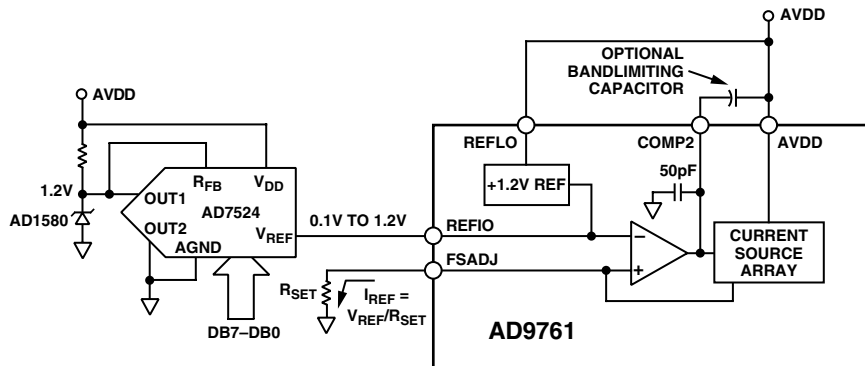 AVDD
OPTIONAL
BANDLIMITING
CAPACITOR
AVDD
REFLO
COMP2
AVDD
1.2V
RFB
VDD
OUT1
AD7524
AD1580
OUT2
VREF
AGND
0.1V TO 1.2V
DB7–DB0
+1.2V REF
50pF
REFIO
–
FSADJ
+
CURRENT
SOURCE
ARRAY
RSET
IREF =
VREF/RSET
AD9761